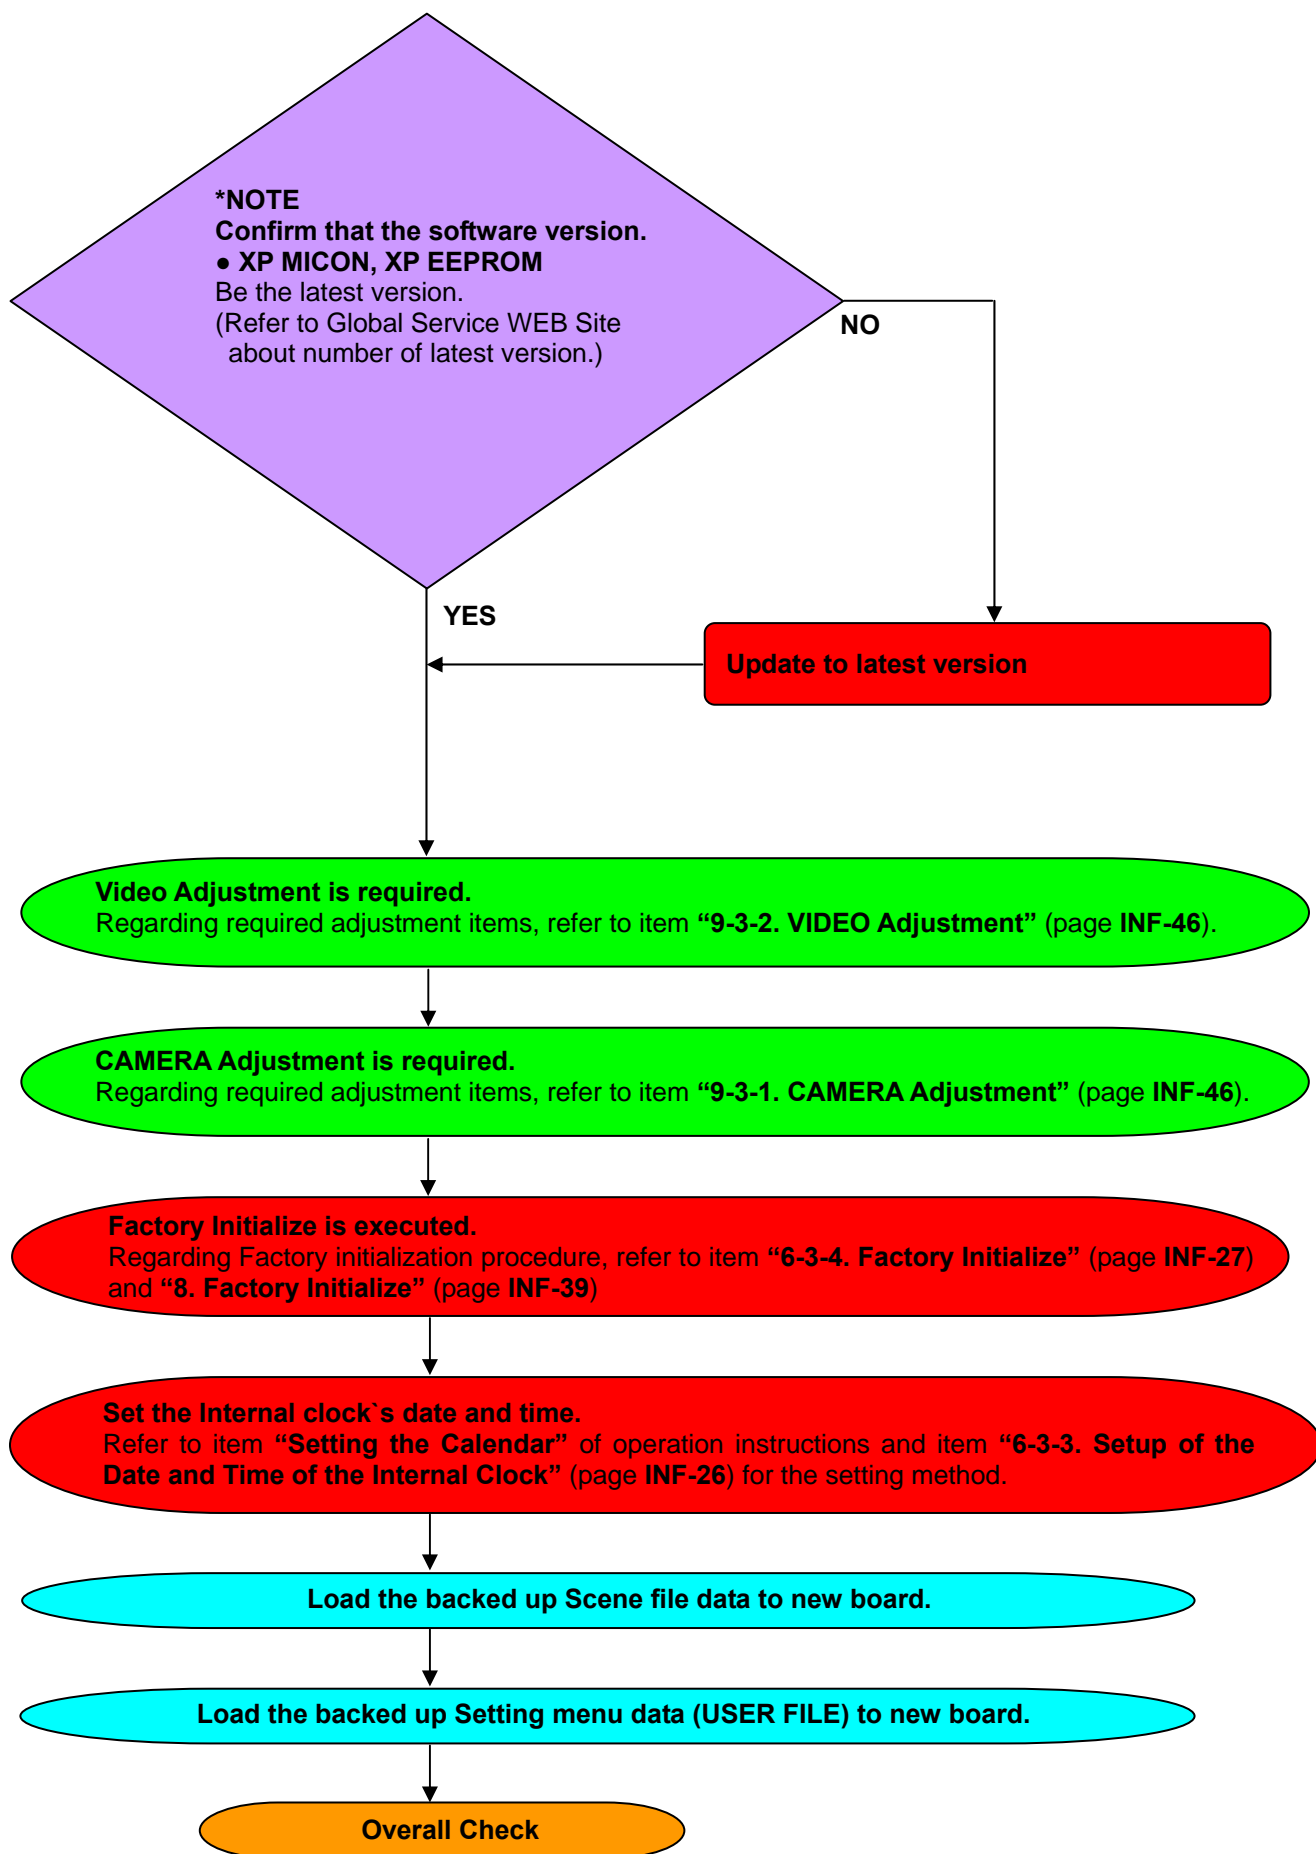 *NOTE
Confirm that the software version.
● XP MICON, XP EEPROM
Be the latest version.
(Refer to Global Service WEB Site
about number of latest version.)
NO
YES
Update to latest version
Video Adjustment is required.
Regarding required adjustment items, refer to item “9-3-2. VIDEO Adjustment” (page INF-46).
CAMERA Adjustment is required.
Regarding required adjustment items, refer to item “9-3-1. CAMERA Adjustment” (page INF-46).
Factory Initialize is executed.
Regarding Factory initialization procedure, refer to item “6-3-4. Factory Initialize” (page INF-27)
and “8. Factory Initialize” (page INF-39)
Set the Internal clock`s date and time.
Refer to item “Setting the Calendar” of operation instructions and item “6-3-3. Setup of the
Date and Time of the Internal Clock” (page INF-26) for the setting method.
Load the backed up Scene file data to new board.
Load the backed up Setting menu data (USER FILE) to new board.
Overall Check